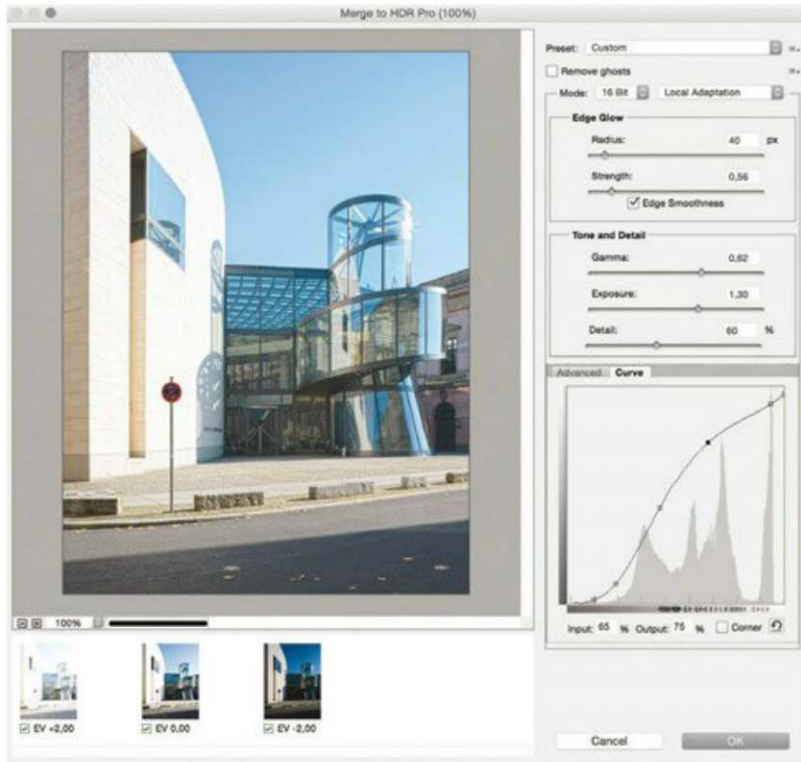 Merge to HDR Pro (100%)
Preset: Custom
Remove ghosts
Mode: 16 Bit Local Adaptation
Edge Glow
Radius: 40 px
Strength: 0,56
Edge Smoothness
Tone and Detail
Gamma: 0,62
Exposure: 1,30
Detail: 60 %
Advanced Curve
Input: 65 % Output: 75 % Corner
100%
EV +2,00 EV 0,00 EV -2,00
Cancel OK